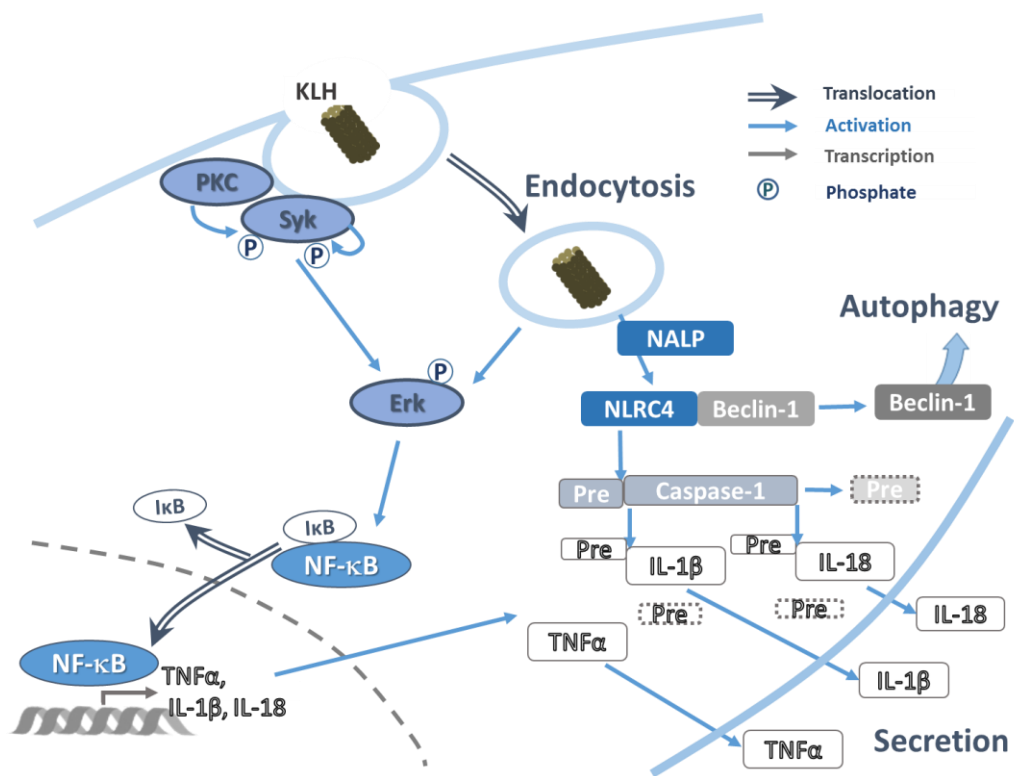 KLH
Translocation
Activation
Transcription
P
Phosphate
PKC
Syk
P
P
Endocytosis
NALP
Autophagy
P
Erk
NLRC4
Beclin-1
Beclin-1
Pre
Caspase-1
Pre
IκB
IκB
NF-κB
Pre
IL-1β
Pre
IL-18
Pre
Pre
IL-18
TNFα
NF-κB
TNFα,
IL-1β, IL-18
IL-1β
TNFα
Secretion